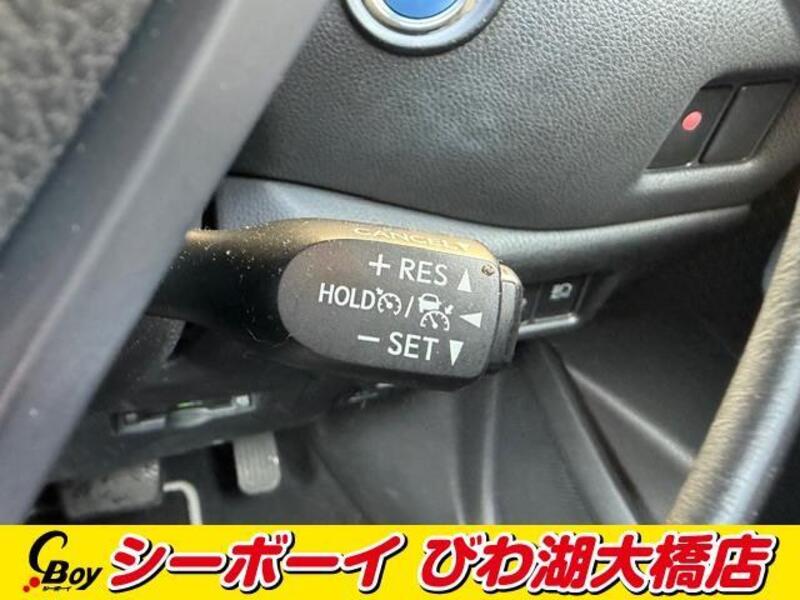 CANCEL
+ RES ▲
HOLD / ◀
− SET ▼
CBoy シーボーイ びわ湖大橋店
シーボーイ